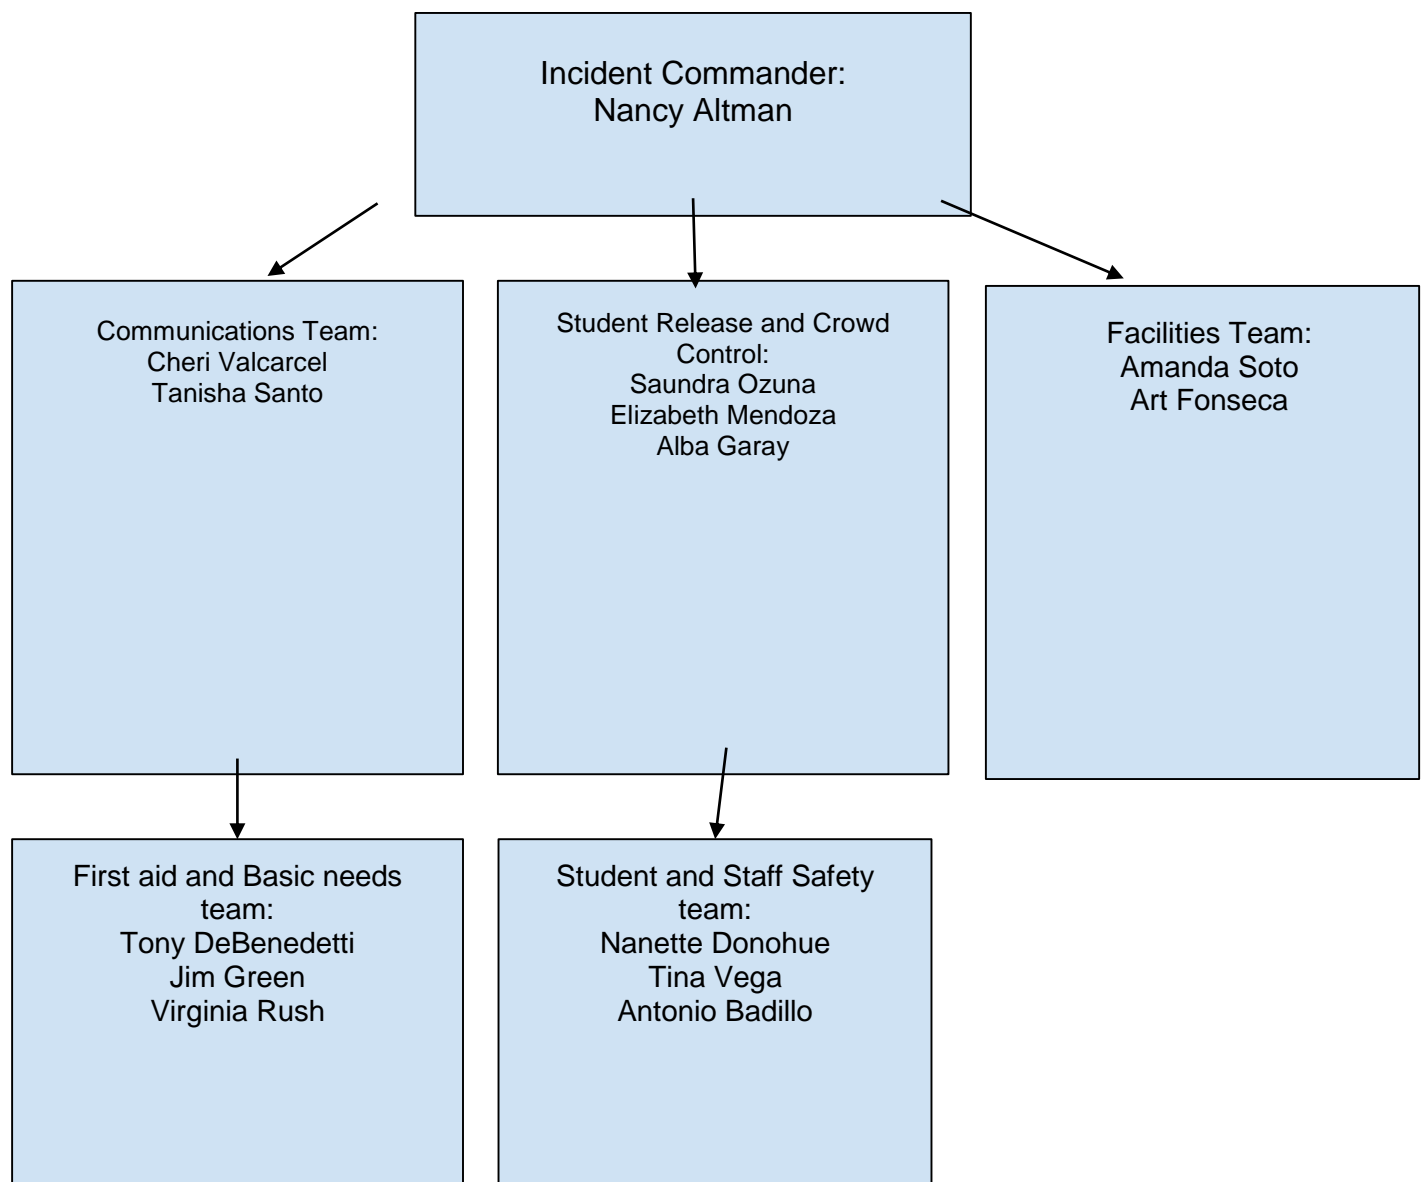 Incident Commander:
Nancy Altman
Communications Team:
Cheri Valcarcel
Tanisha Santo
Student Release and Crowd
Control:
Saundra Ozuna
Elizabeth Mendoza
Alba Garay
Facilities Team:
Amanda Soto
Art Fonseca
First aid and Basic needs
team:
Tony DeBenedetti
Jim Green
Virginia Rush
Student and Staff Safety
team:
Nanette Donohue
Tina Vega
Antonio Badillo